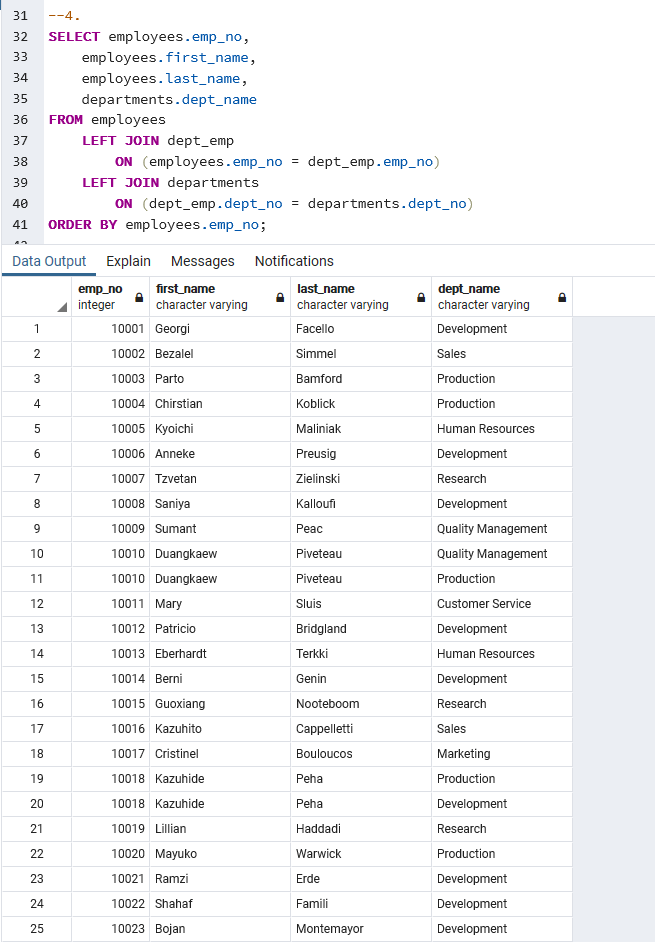 31 --4.
32 SELECT employees.emp_no,
33 employees.first_name,
34 employees.last_name,
35 departments.dept_name
36 FROM employees
37 LEFT JOIN dept_emp
38 ON (employees.emp_no = dept_emp.emp_no)
39 LEFT JOIN departments
40 ON (dept_emp.dept_no = departments.dept_no)
41 ORDER BY employees.emp_no;
Data Output Explain Messages Notifications
emp_no first_name last_name dept_name
integer character varying character varying character varying
1 10001 Georgi Facello Development
2 10002 Bezalel Simmel Sales
3 10003 Parto Bamford Production
4 10004 Chirstian Koblick Production
5 10005 Kyoichi Maliniak Human Resources
6 10006 Anneke Preusig Development
7 10007 Tzvetan Zielinski Research
8 10008 Saniya Kalloufi Development
9 10009 Sumant Peac Quality Management
10 10010 Duangkaew Piveteau Quality Management
11 10010 Duangkaew Piveteau Production
12 10011 Mary Sluis Customer Service
13 10012 Patricio Bridgland Development
14 10013 Eberhardt Terkki Human Resources
15 10014 Berni Genin Development
16 10015 Guoxiang Nooteboom Research
17 10016 Kazuhito Cappelletti Sales
18 10017 Cristinel Bouloucos Marketing
19 10018 Kazuhide Peha Production
20 10018 Kazuhide Peha Development
21 10019 Lillian Haddadi Research
22 10020 Mayuko Warwick Production
23 10021 Ramzi Erde Development
24 10022 Shahaf Famili Development
25 10023 Bojan Montemayor Development